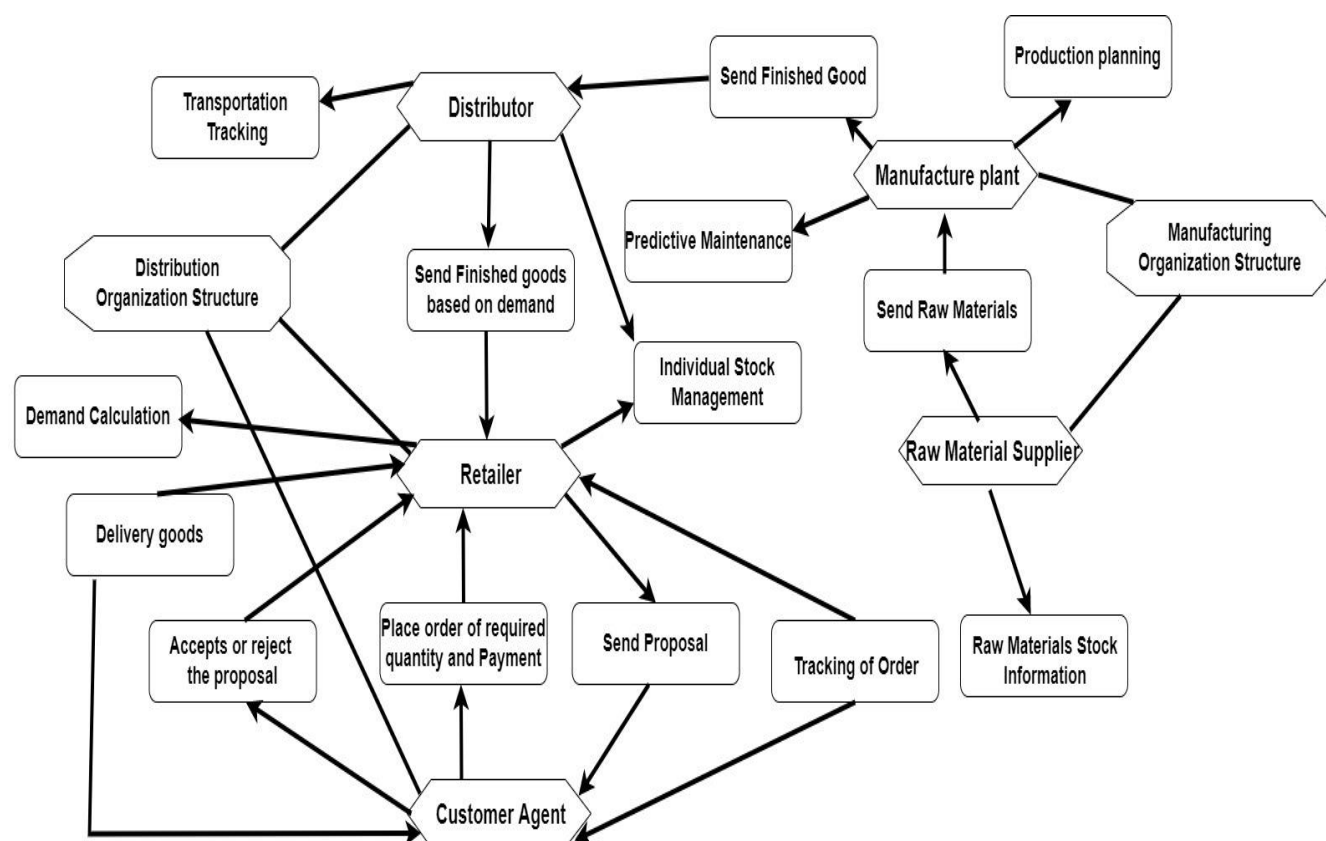 Production planning
Send Finished Good
Transportation
Tracking
Distributor
Manufacture plant
Predictive Maintenance
Manufacturing
Organization Structure
Distribution
Organization Structure
Send Finished goods
based on demand
Send Raw Materials
Individual Stock
Management
Demand Calculation
Raw Material Supplier
Retailer
Delivery goods
Accepts or reject
the proposal
Place order of required
quantity and Payment
Send Proposal
Tracking of Order
Raw Materials Stock
Information
Customer Agent